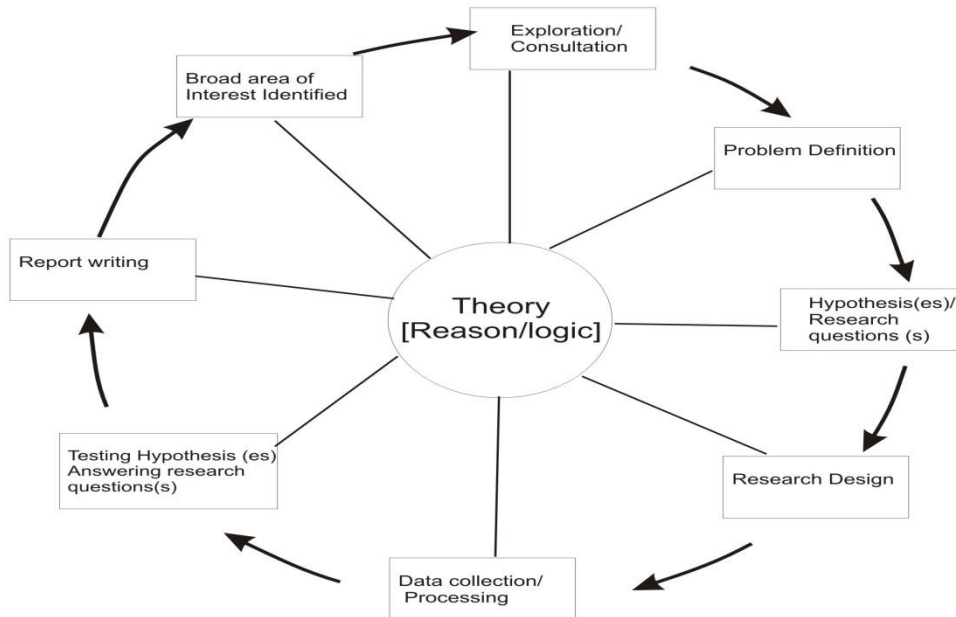 Exploration/
Consultation
Broad area of
Interest Identified
Problem Definition
Report writing
Theory
[Reason/logic]
Hypothesis(es)/
Research
questions (s)
Testing Hypothesis (es)
Answering research
questions(s)
Research Design
Data collection/
Processing